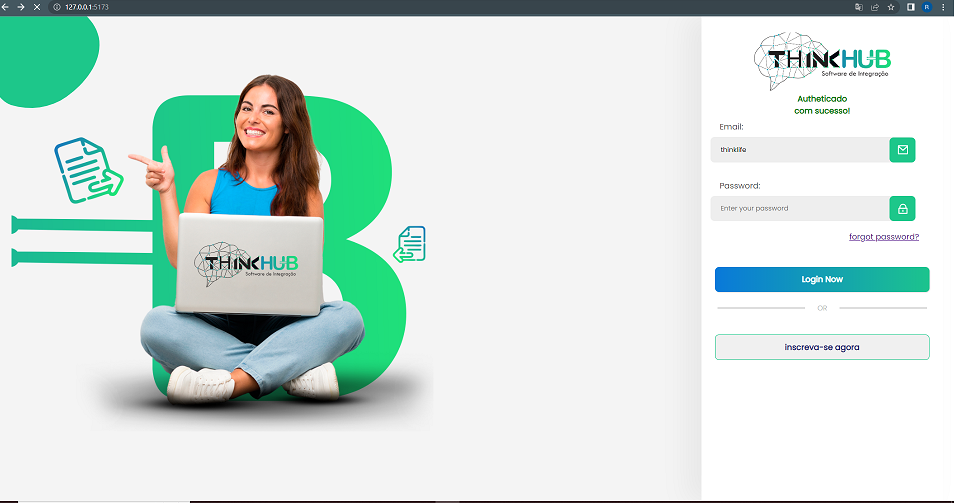 127.0.0.1:5173
R
THINKHUB
Software de Integração
Autheticado
com sucesso!
Email:
thinklife
Password:
Enter your password
forgot password?
Login Now
OR
inscreva-se agora
THINKHUB
Software de Integração